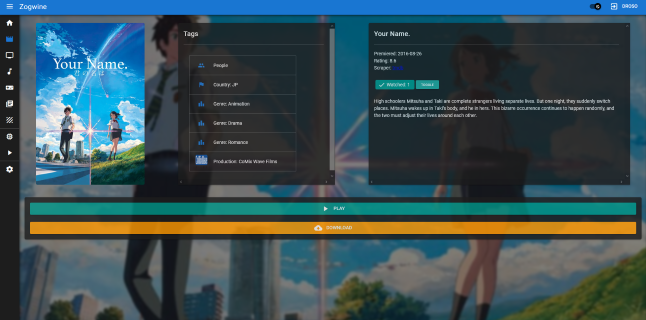 Zogwine
OROSO
Your Name.
君の名は。
Tags
People
Country: JP
Genre: Animation
Genre: Drama
Genre: Romance
Production: CoMix Wave Films
Your Name.
Premiered: 2016-08-26
Rating: 8.6
Scraper:
Watched: 1
TOGGLE
High schoolers Mitsuha and Taki are complete strangers living separate lives. But one night, they suddenly switch
places. Mitsuha wakes up in Taki's body, and he in hers. This bizarre occurrence continues to happen randomly, and
the two must adjust their lives around each other.
PLAY
DOWNLOAD